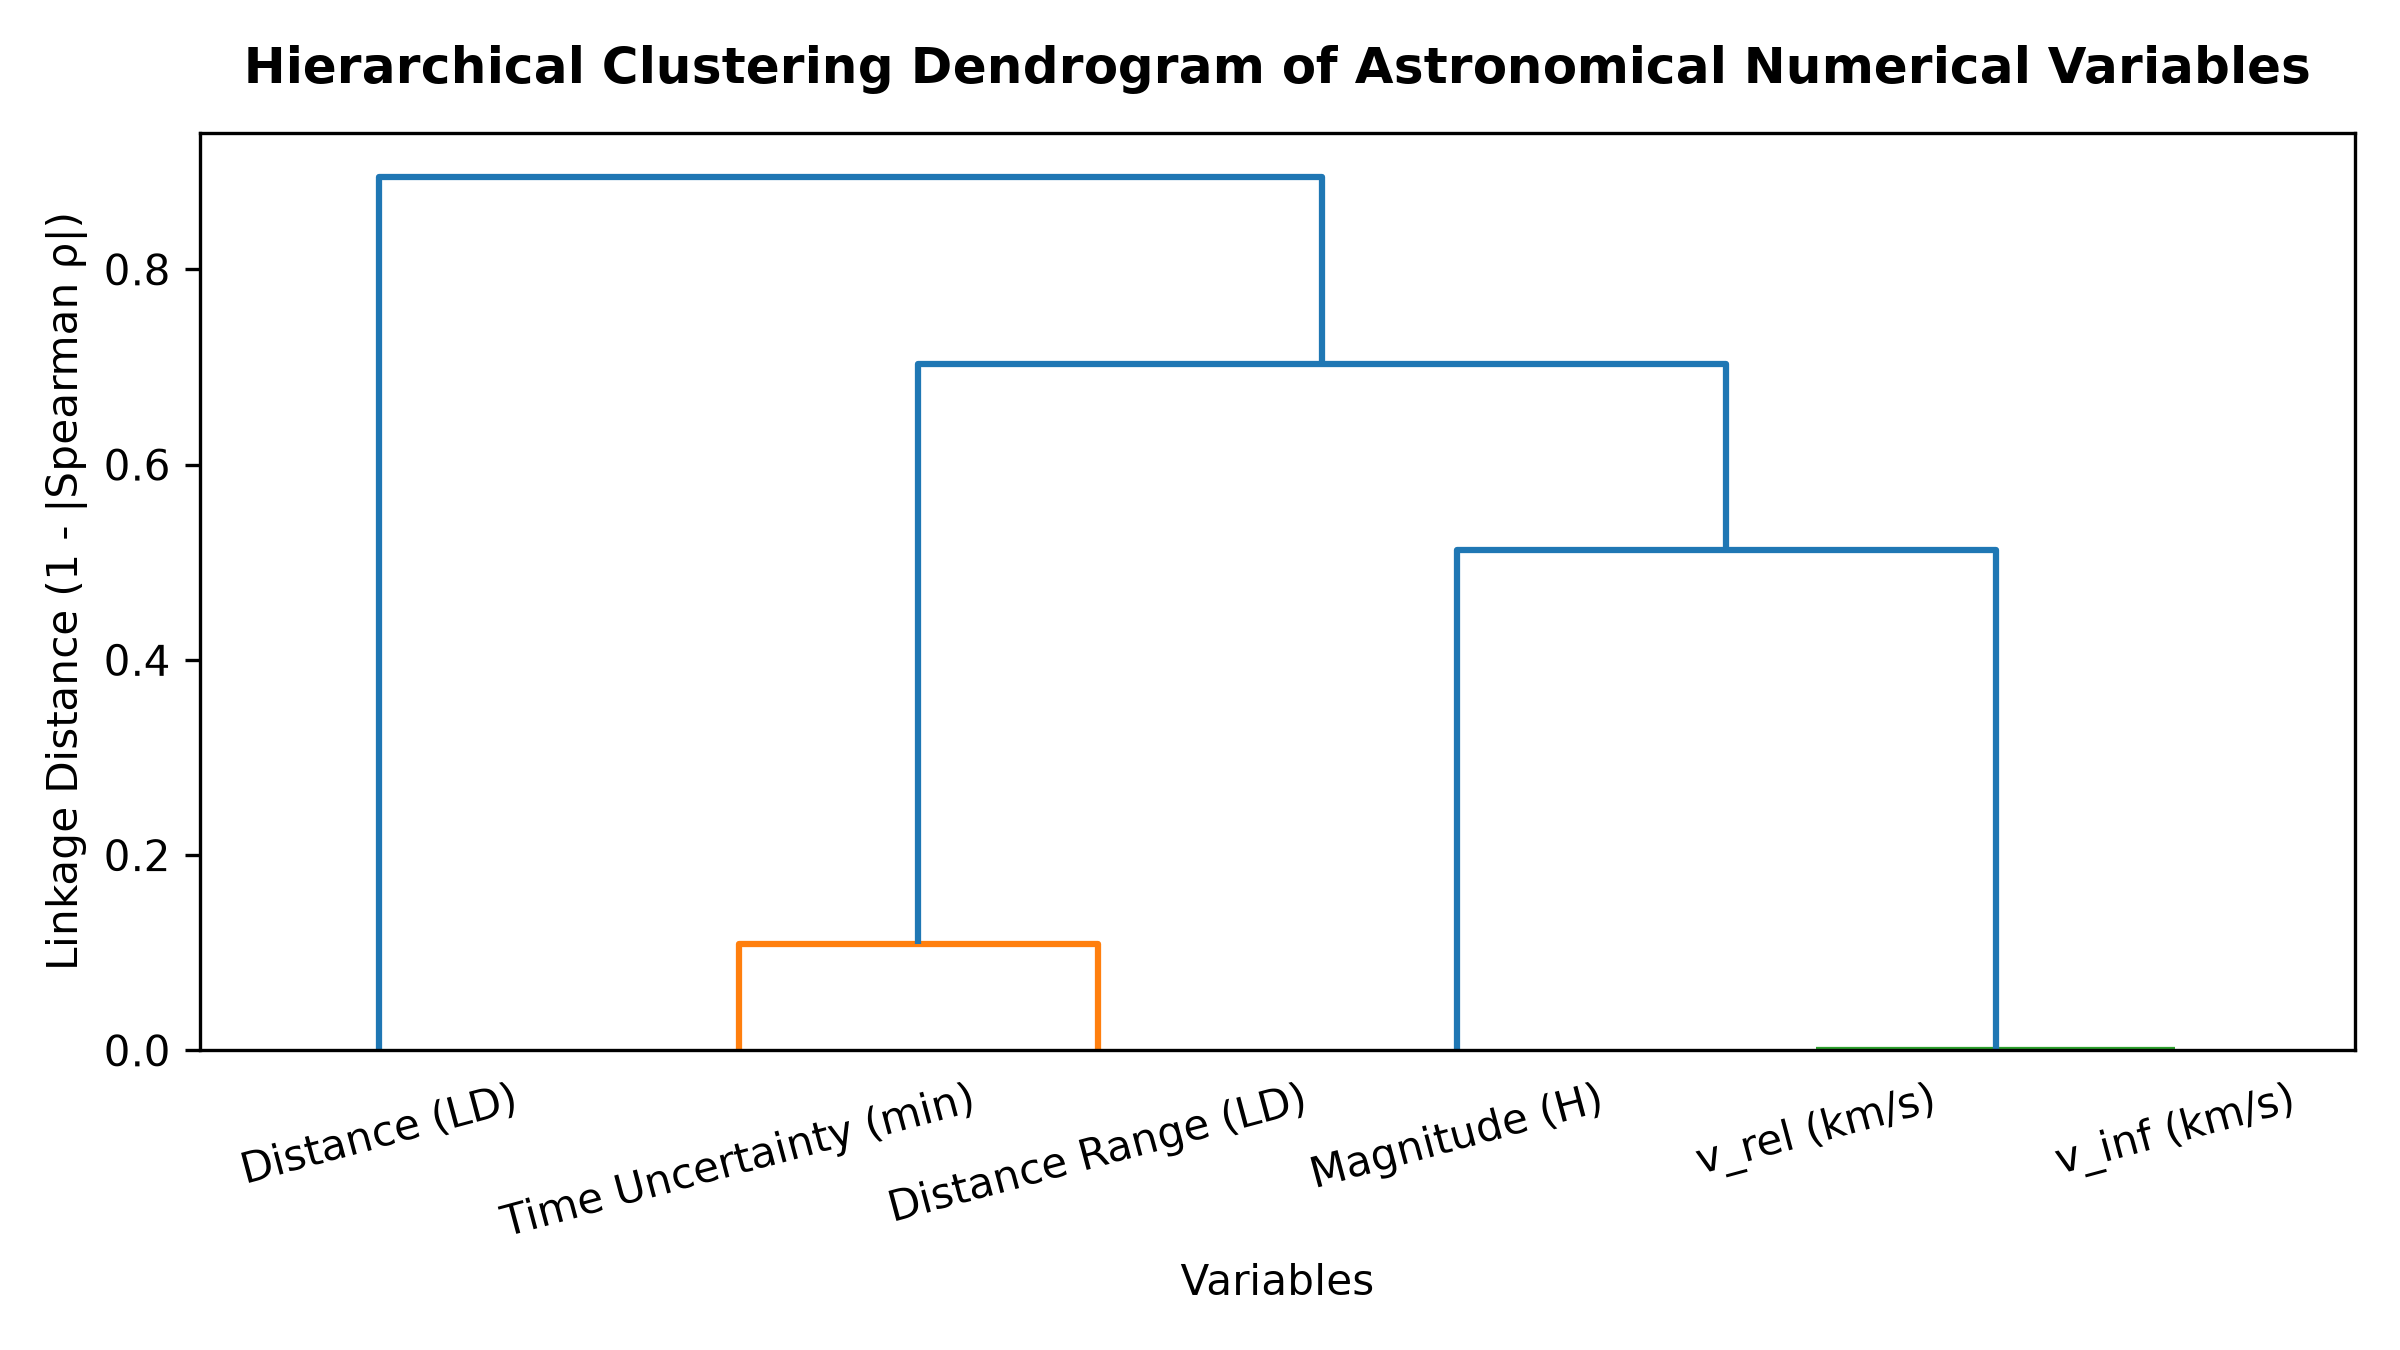 Hierarchical Clustering Dendrogram of Astronomical Numerical Variables
Linkage Distance (1 - |Spearman ρ|)
0.8
0.6
0.4
0.2
0.0
Distance (LD)
Time Uncertainty (min)
Distance Range (LD)
Magnitude (H)
v_rel (km/s)
v_inf (km/s)
Variables